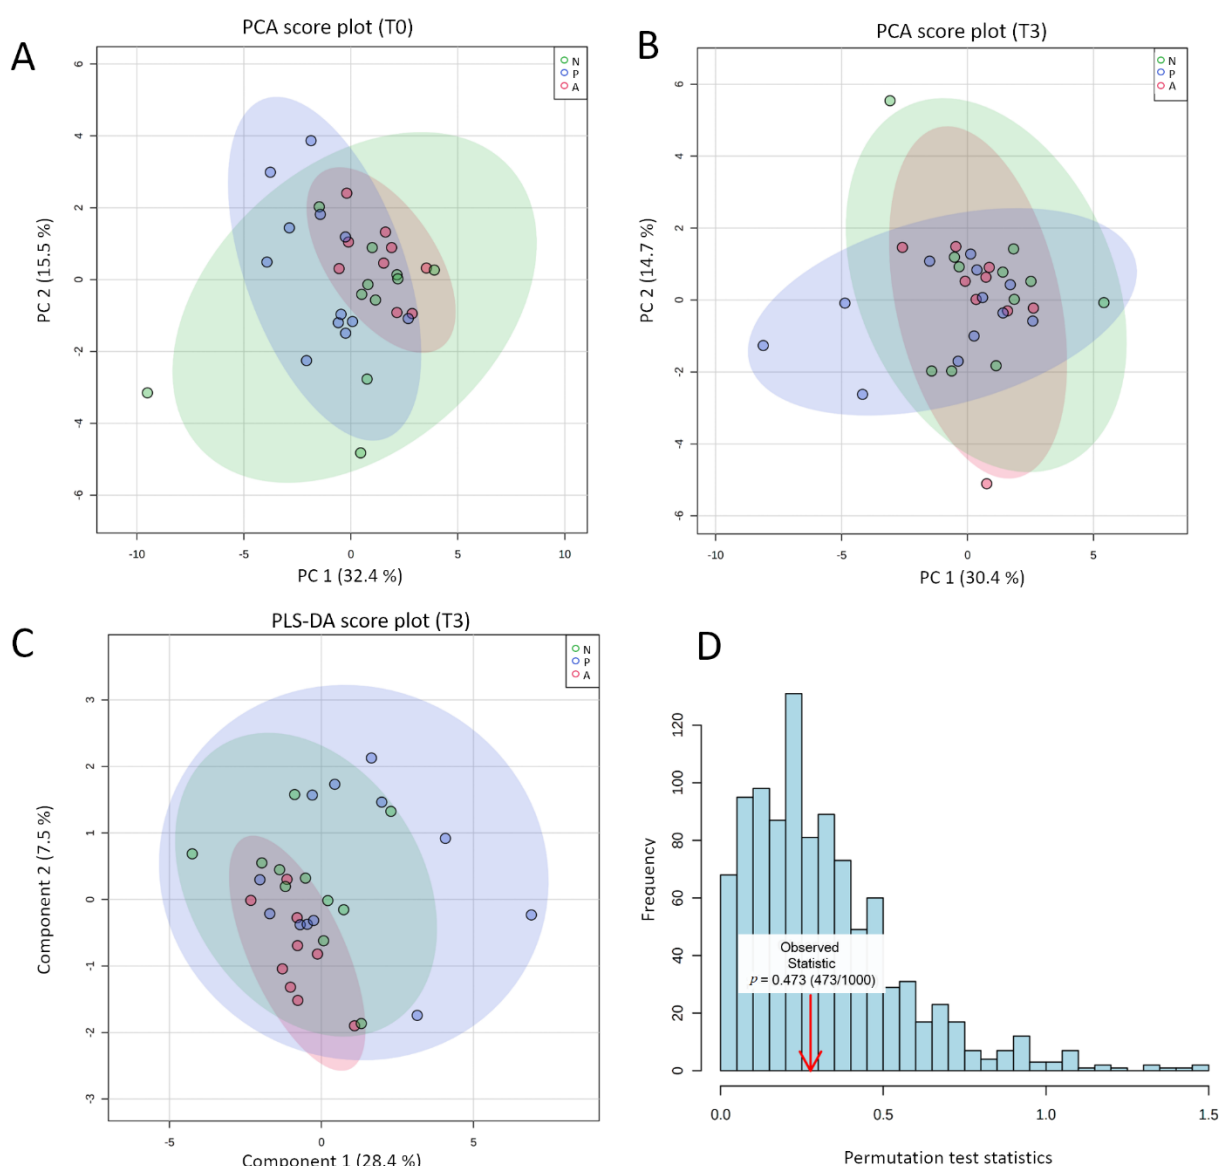 A
PCA score plot (T0)
N
P
A
6
4
2
0
-2
-4
-6
PC 2 (15.5 %)
-10
-5
0
5
10
PC 1 (32.4 %)
B
PCA score plot (T3)
N
P
A
6
4
2
0
-2
-4
-6
PC 2 (14.7 %)
-10
-5
0
5
PC 1 (30.4 %)
C
PLS-DA score plot (T3)
N
P
A
3
2
1
0
-1
-2
-3
Component 2 (7.5 %)
-5
0
5
Component 1 (28.4 %)
D
120
100
80
60
40
20
0
Frequency
Observed
Statistic
p = 0.473 (473/1000)
0.0
0.5
1.0
1.5
Permutation test statistics